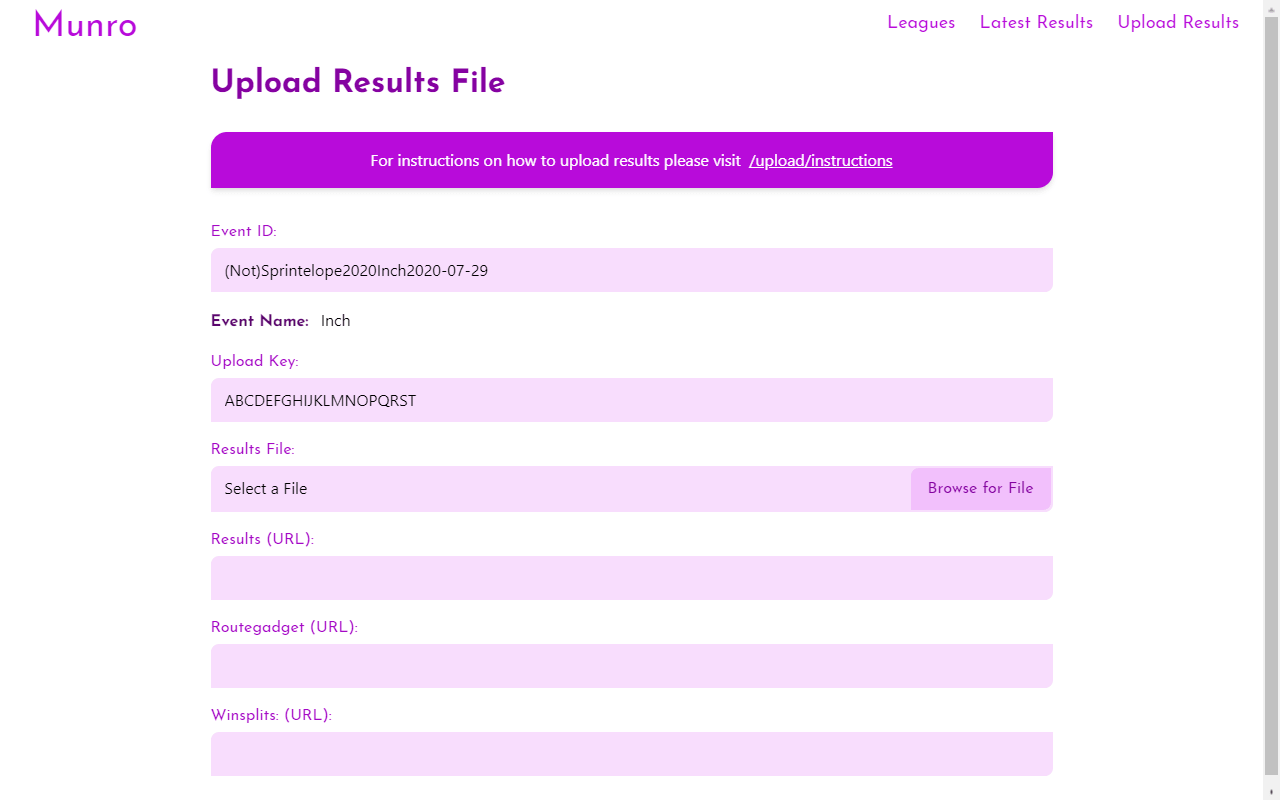 Munro
Leagues Latest Results Upload Results
Upload Results File
For instructions on how to upload results please visit /upload/instructions
Event ID:
(Not)Sprintelope2020Inch2020-07-29
Event Name: Inch
Upload Key:
ABCDEFGHIJKLMNOPQRST
Results File:
Select a File
Browse for File
Results (URL):
Routegadget (URL):
Winsplits: (URL):